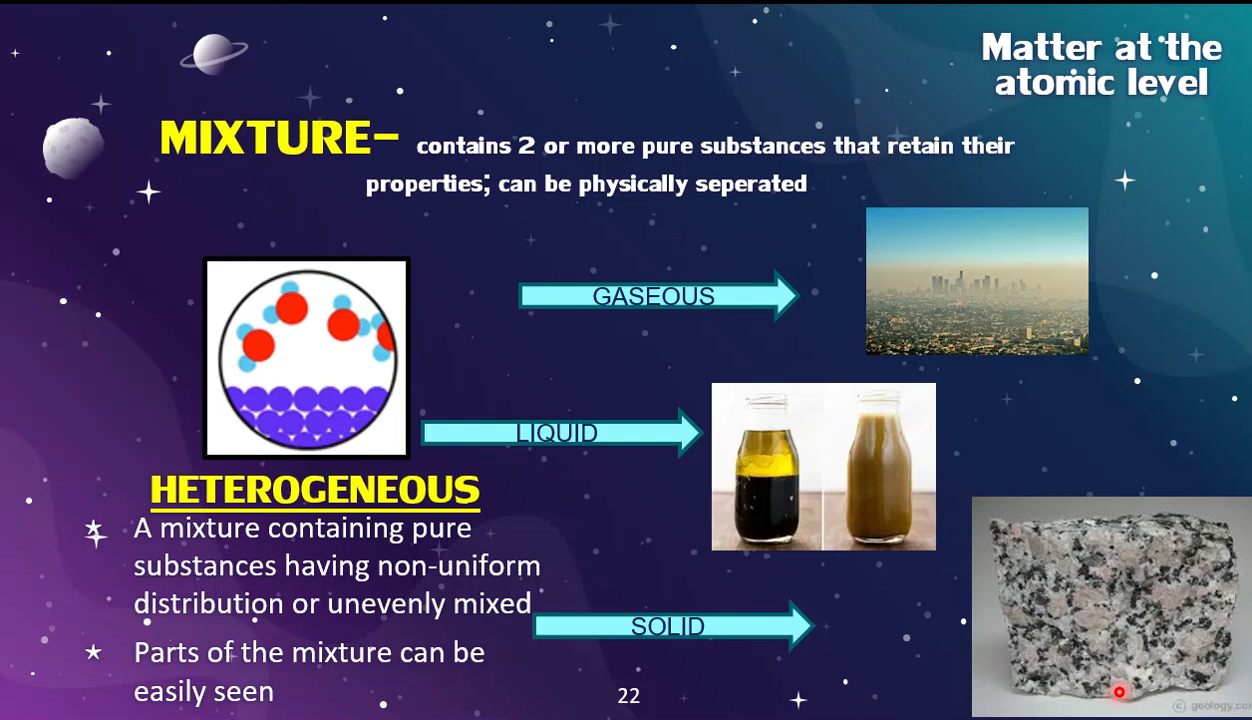 Matter at the
atomic level
MIXTURE- contains 2 or more pure substances that retain their
properties; can be physically seperated
GASEOUS
LIQUID
HETEROGENEOUS
A mixture containing pure
substances having non-uniform
distribution or unevenly mixed
SOLID
Parts of the mixture can be
easily seen
22
© geology.com